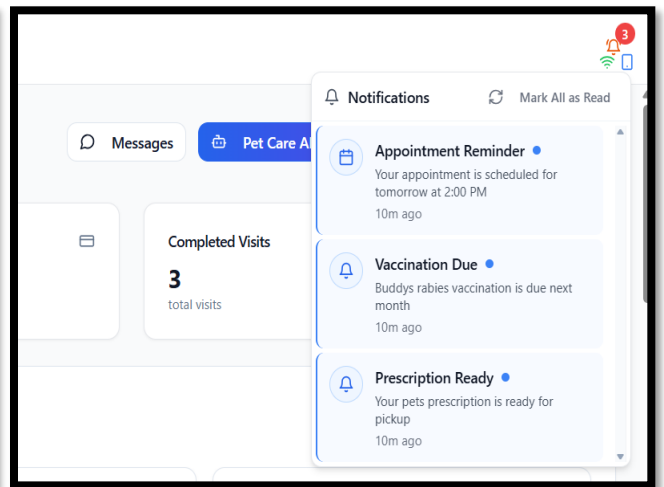 3
Notifications
Mark All as Read
Messages
Pet Care AI
Appointment Reminder
Your appointment is scheduled for
tomorrow at 2:00 PM
10m ago
Completed Visits
3
total visits
Vaccination Due
Buddys rabies vaccination is due next
month
10m ago
Prescription Ready
Your pets prescription is ready for
pickup
10m ago